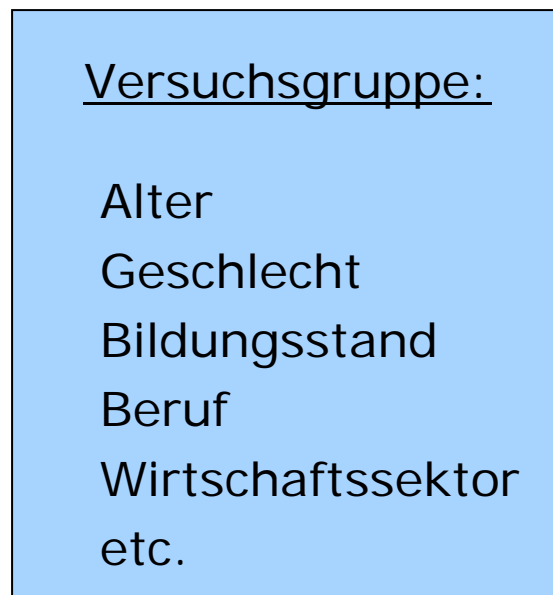 Versuchsgruppe:
Alter
Geschlecht
Bildungsstand
Beruf
Wirtschaftssektor
etc.